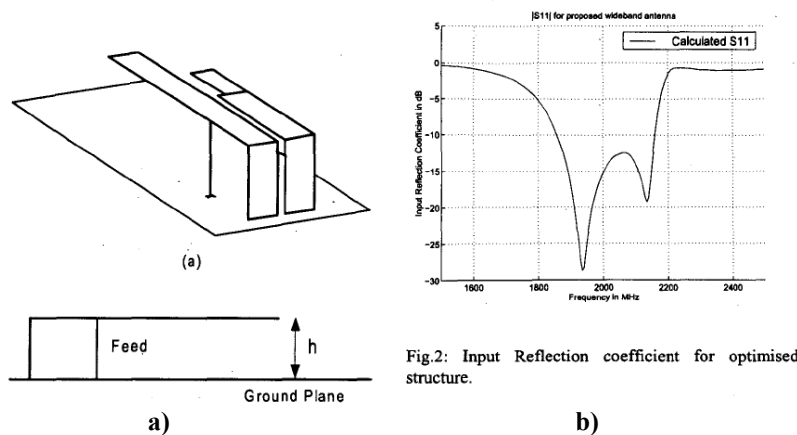 (a)
Feed
h
Ground Plane
a)
|S11| for proposed wideband antenna
Calculated S11
Input Reflection Coefficient in dB
0
−5
−10
−15
−20
−25
−30
1600
1800
2000
2200
2400
Frequency in MHz
Fig.2: Input Reflection coefficient for optimised
structure.
b)